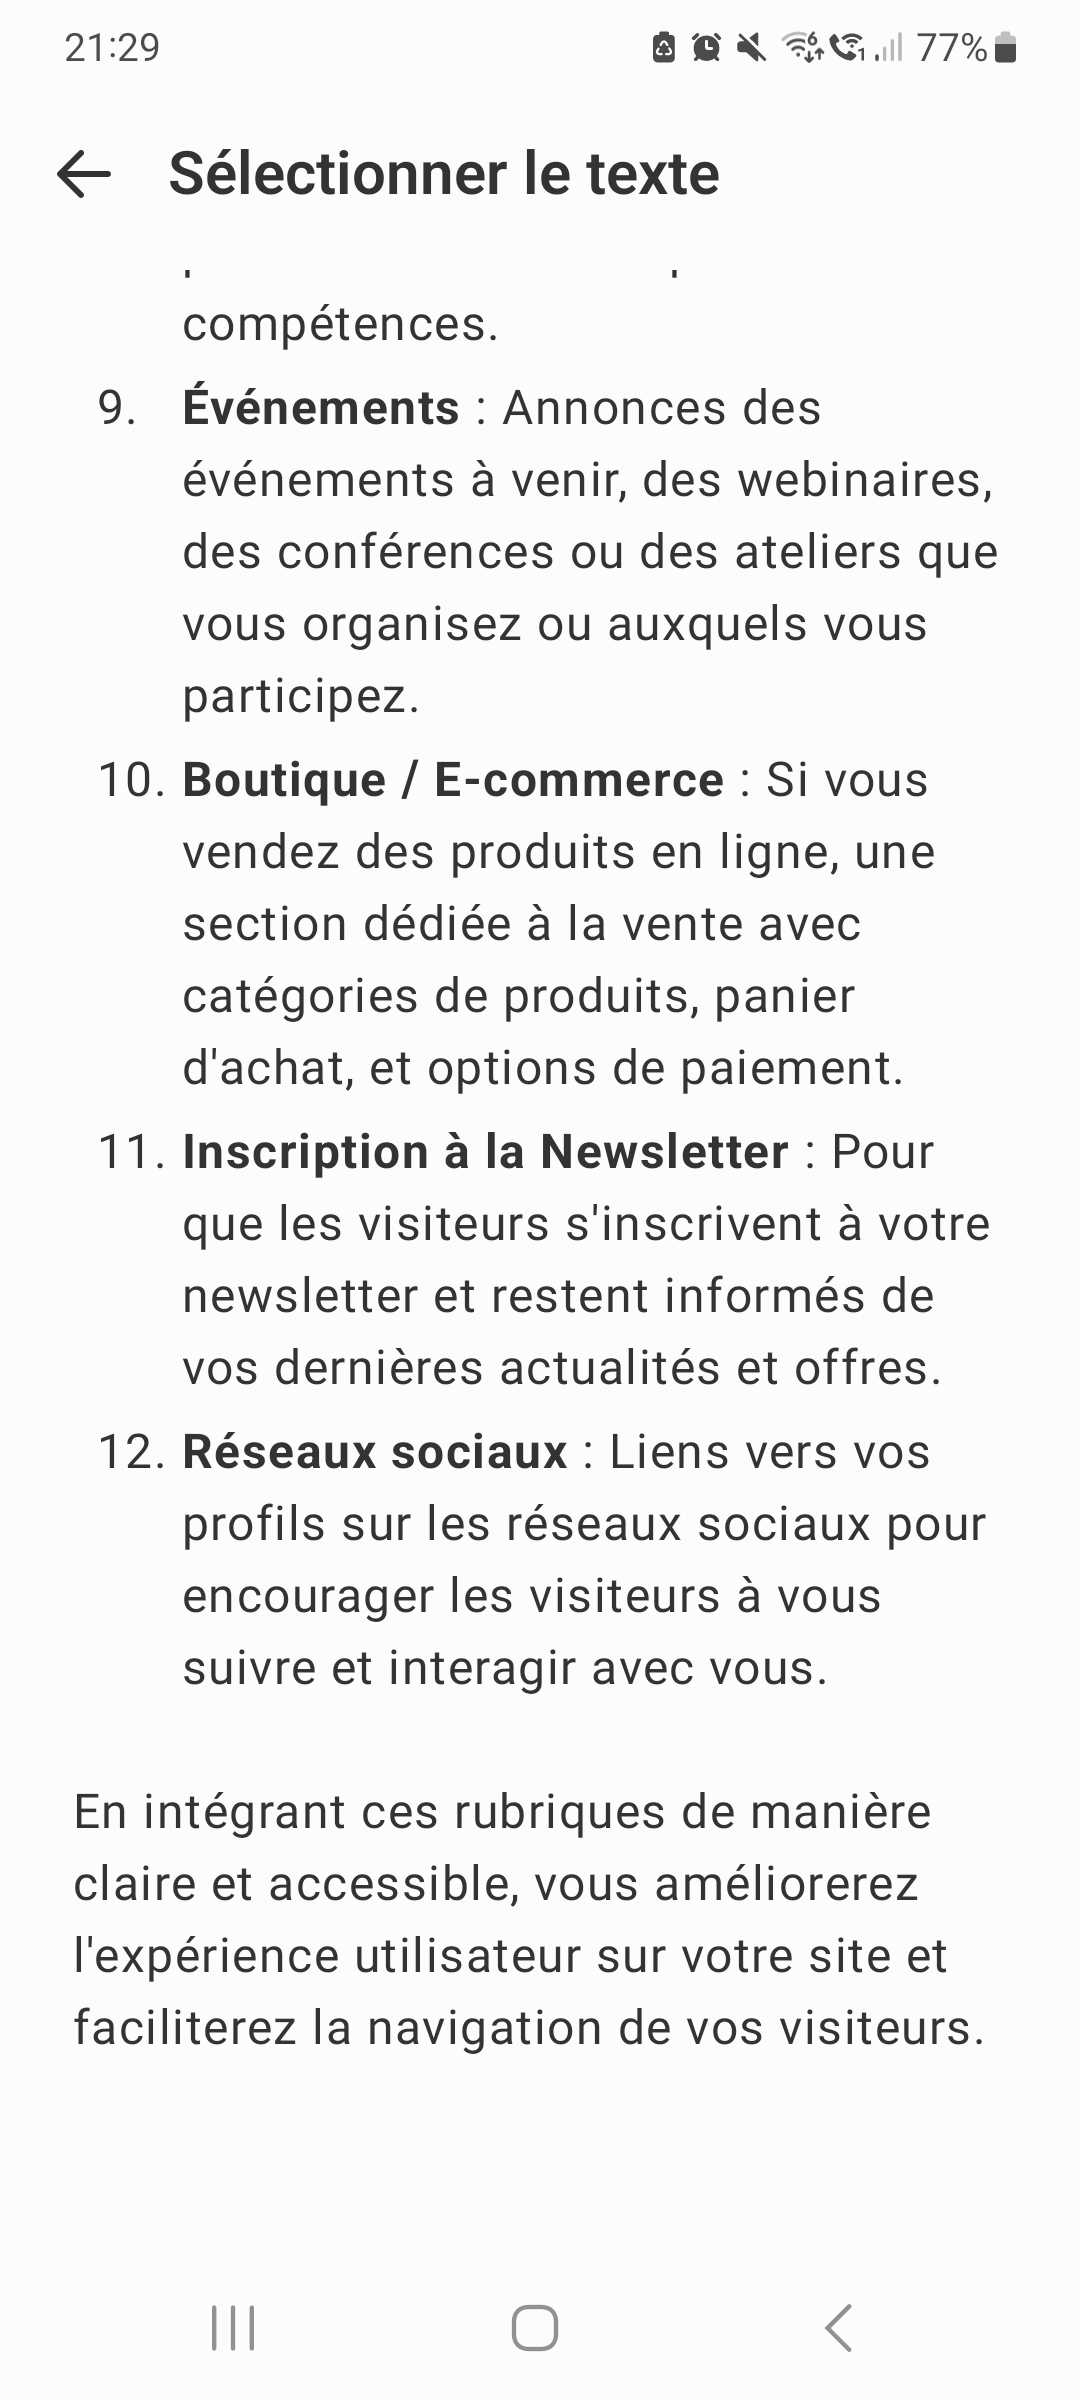 21:29
6
1
77%
Sélectionner le texte
compétences.
9. Événements : Annonces des
événements à venir, des webinaires,
des conférences ou des ateliers que
vous organisez ou auxquels vous
participez.
10. Boutique / E-commerce : Si vous
vendez des produits en ligne, une
section dédiée à la vente avec
catégories de produits, panier
d'achat, et options de paiement.
11. Inscription à la Newsletter : Pour
que les visiteurs s'inscrivent à votre
newsletter et restent informés de
vos dernières actualités et offres.
12. Réseaux sociaux : Liens vers vos
profils sur les réseaux sociaux pour
encourager les visiteurs à vous
suivre et interagir avec vous.
En intégrant ces rubriques de manière
claire et accessible, vous améliorerez
l'expérience utilisateur sur votre site et
faciliterez la navigation de vos visiteurs.